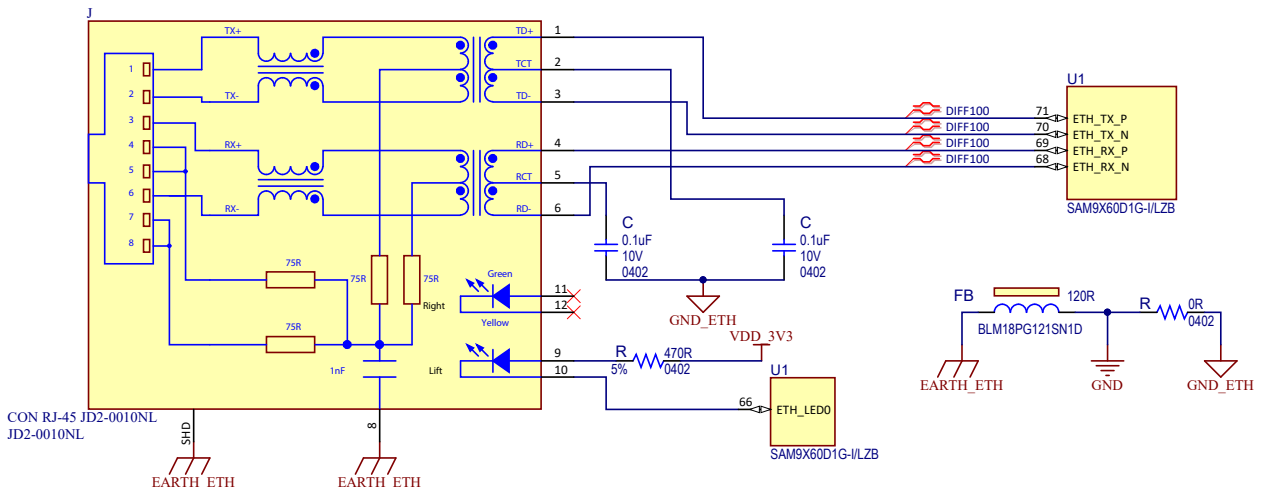 J
TX+
TX-
RX+
RX-
1
2
3
4
5
6
7
8
TD+
TCT
TD-
RD+
RCT
RD-
1
2
3
4
5
6
75R
75R
75R
75R
1nF
Green
Right
Yellow
Lift
11
12
9
10
SHD
8
CON RJ-45 JD2-0010NL
JD2-0010NL
EARTH_ETH
EARTH_ETH
C
0.1uF
10V
0402
C
0.1uF
10V
0402
GND_ETH
R
5%
470R
0402
VDD_3V3
U1
66
ETH_LED0
SAM9X60D1G-I/LZB
DIFF100
DIFF100
DIFF100
DIFF100
U1
71
70
69
68
ETH_TX_P
ETH_TX_N
ETH_RX_P
ETH_RX_N
SAM9X60D1G-I/LZB
FB
120R
BLM18PG121SN1D
R
0R
0402
EARTH_ETH
GND
GND_ETH